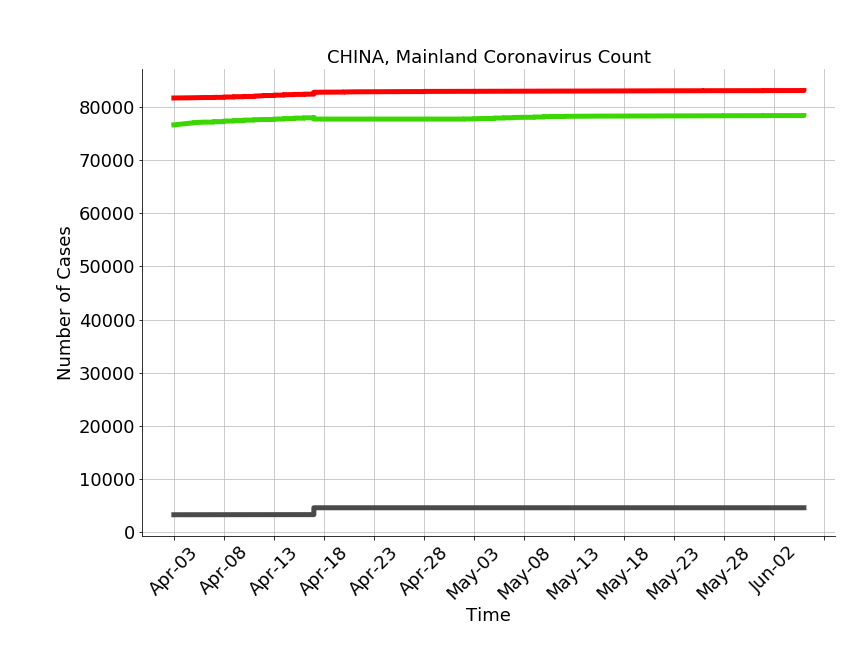 CHINA, Mainland Coronavirus Count
80000
70000
60000
50000
40000
30000
20000
10000
0
Number of Cases
Apr-03
Apr-08
Apr-13
Apr-18
Apr-23
Apr-28
May-03
May-08
May-13
May-18
May-23
May-28
Jun-02
Time